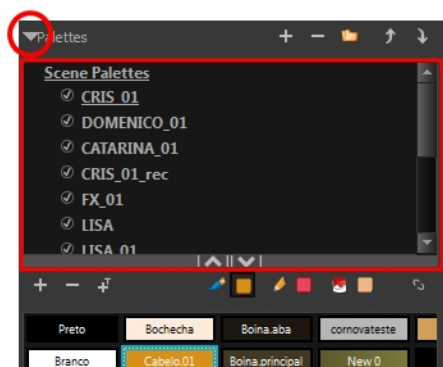 Palettes
Scene Palettes
CRIS_01
DOMENICO_01
CATARINA_01
CRIS_01_rec
FX_01
LISA
LISA_01
Preto Bochecha Boina.aba cornovateste
Branco Cabelo.01 Boina.principal New 0